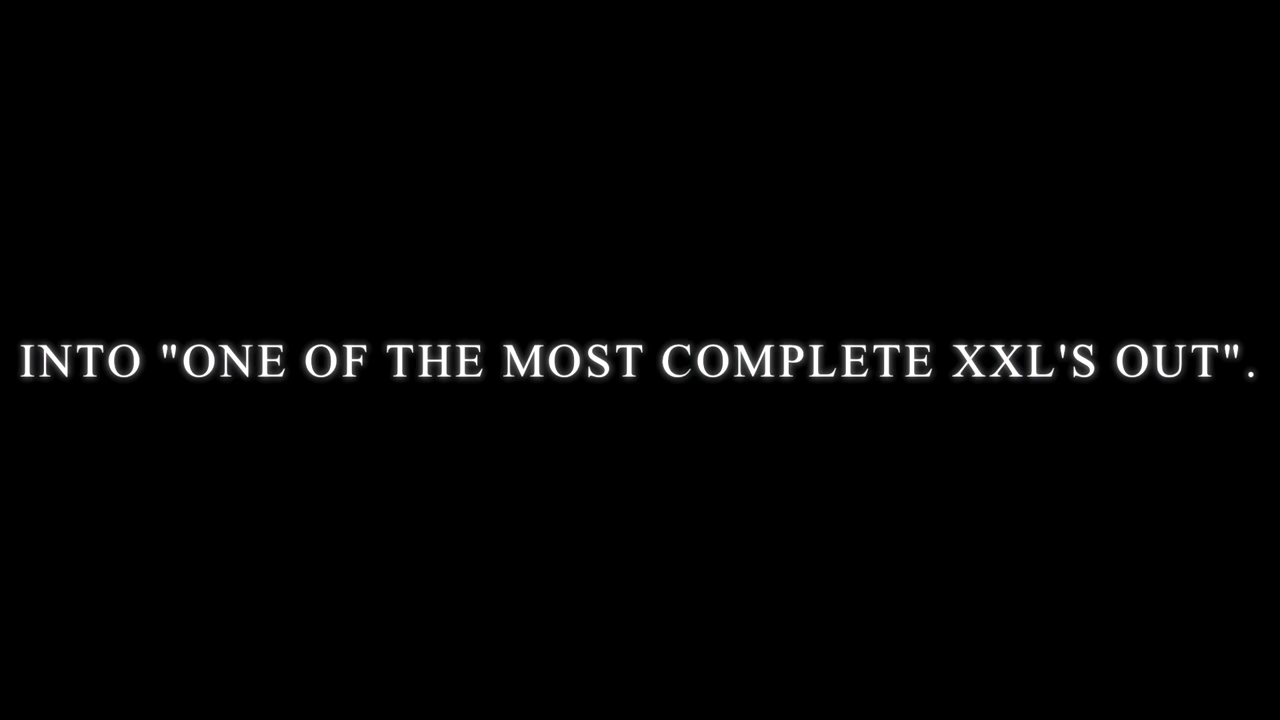 INTO "ONE OF THE MOST COMPLETE XXL'S OUT".